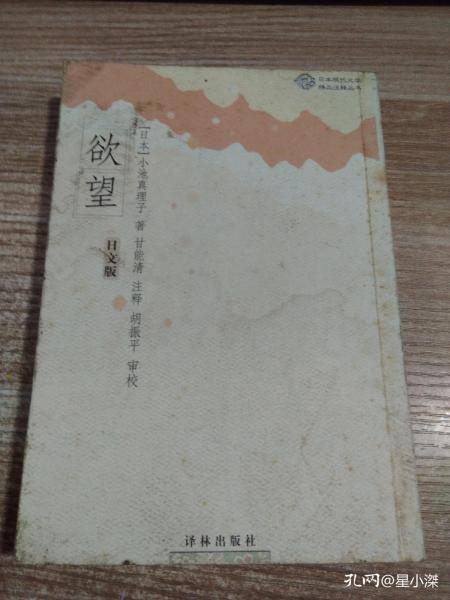 日本现代文学
精品注释丛书
欲望
日文版
[日本]小池真理子 著 甘能清 注释 胡振平 审校
译林出版社
孔网@星小滐